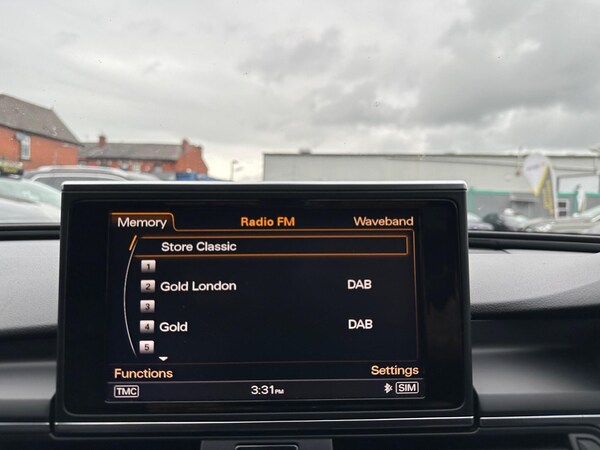 Memory Radio FM Waveband
Store Classic
1
2 Gold London DAB
3
4 Gold DAB
5
Functions Settings
TMC 3:31PM SIM